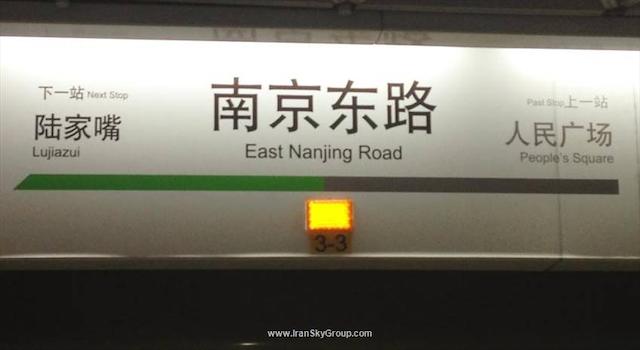 下一站 Next Stop
陆家嘴
Lujiazui
南京东路
East Nanjing Road
Past Stop 上一站
人民广场
People's Square
3-3
www.IranSkyGroup.com